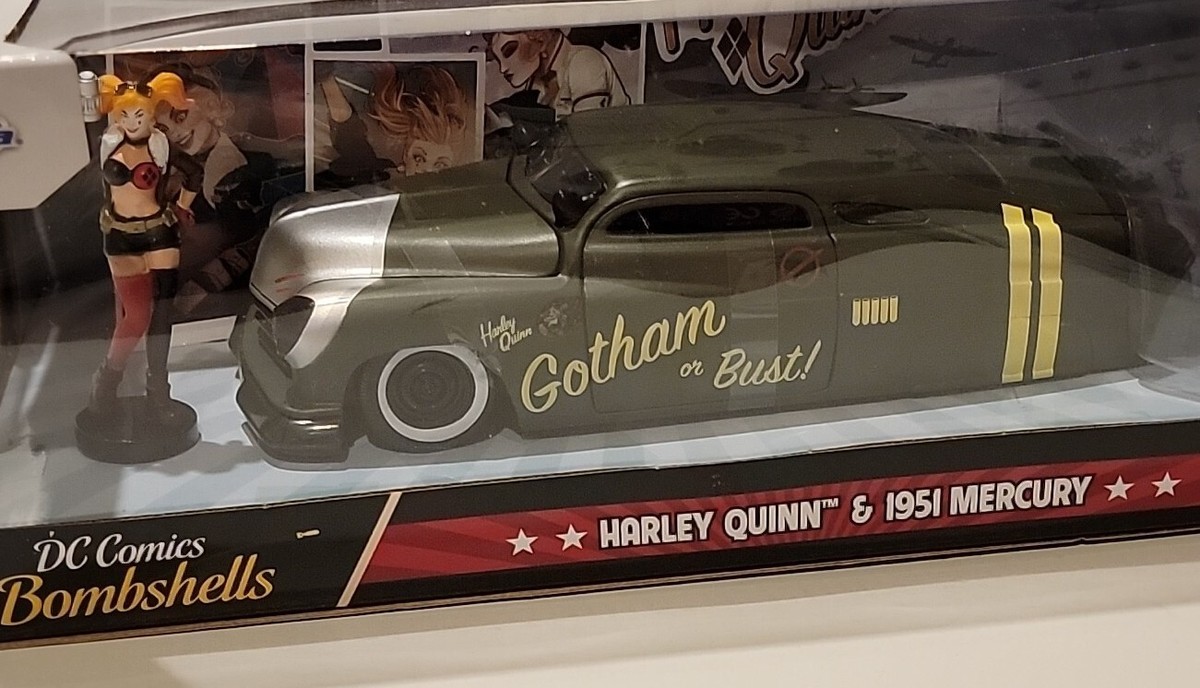 Harley
Quinn
Gotham
or Bust!
DC Comics
Bombshells
HARLEY QUINN™ & 1951 MERCURY